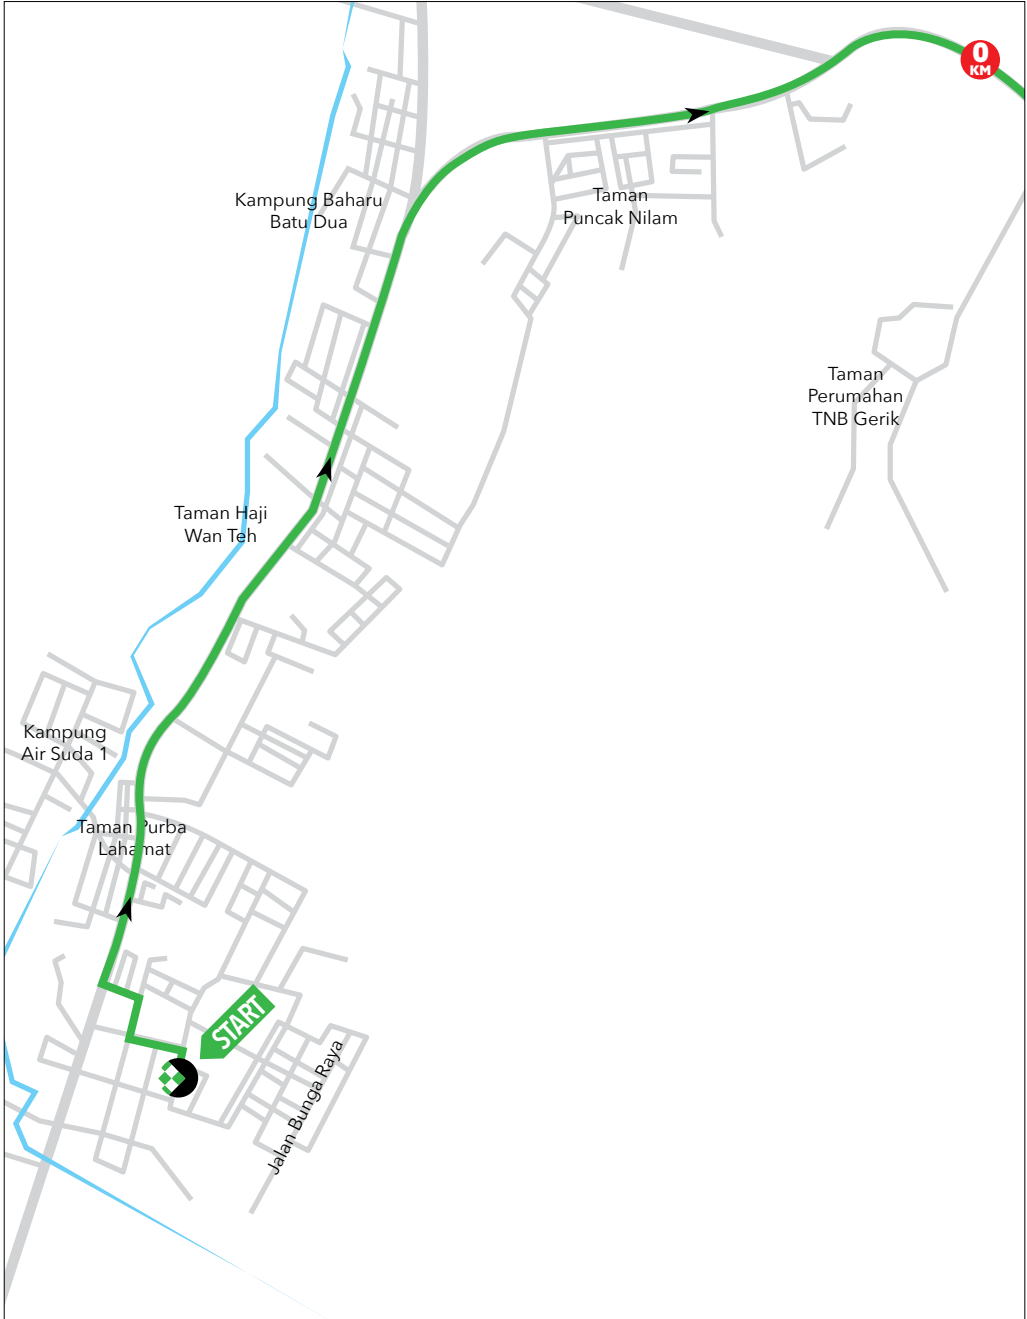 0
KM
Kampung Baharu
Batu Dua
Taman
Puncak Nilam
Taman
Perumahan
TNB Gerik
Taman Haji
Wan Teh
Kampung
Air Suda 1
Taman Purba
Lahamat
START
Jalan Bunga Raya